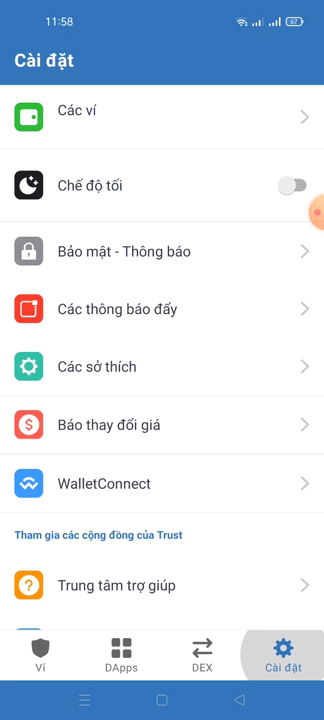 11:58
67
Cài đặt
Các ví
Chế độ tối
Bảo mật - Thông báo
Các thông báo đẩy
Các sở thích
Báo thay đổi giá
WalletConnect
Tham gia các cộng đồng của Trust
Trung tâm trợ giúp
Ví
DApps
DEX
Cài đặt